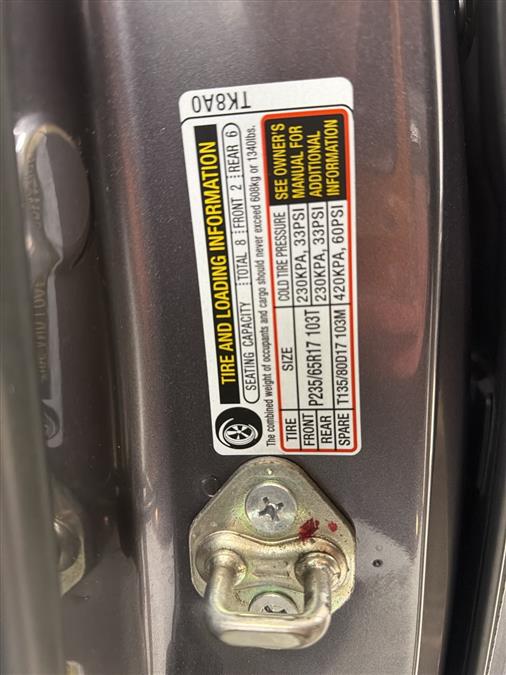 TK8A0
TIRE AND LOADING INFORMATION
SEATING CAPACITY TOTAL 8 FRONT 2 REAR 6
The combined weight of occupants and cargo should never exceed 608kg or 1340lbs.
TIRE SIZE COLD TIRE PRESSURE
FRONT P235/65R17 103T 230KPA, 33PSI
REAR 230KPA, 33PSI
SPARE T135/80D17 103M 420KPA, 60PSI
SEE OWNER'S
MANUAL FOR
ADDITIONAL
INFORMATION